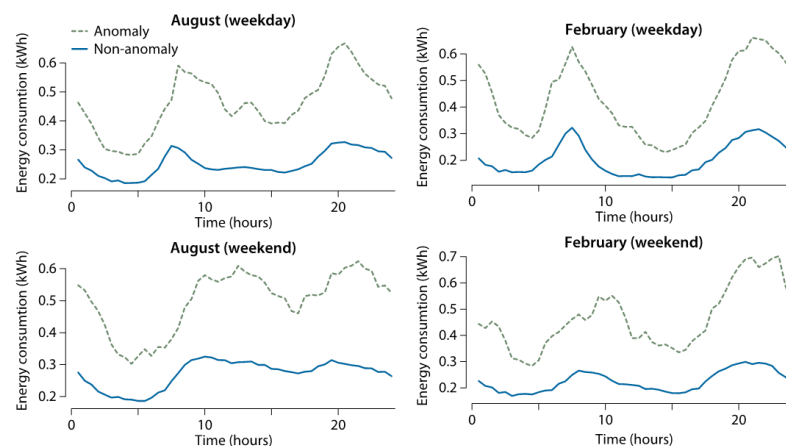 August (weekday)
Anomaly
Non-anomaly
Energy consumtion (kWh)
0.6
0.5
0.4
0.3
0.2
0
10
20
Time (hours)
February (weekday)
Energy consumtion (kWh)
0.6
0.5
0.4
0.3
0.2
0
10
20
Time (hours)
August (weekend)
Energy consumtion (kWh)
0.6
0.5
0.4
0.3
0.2
0
10
20
Time (hours)
February (weekend)
Energy consumtion (kWh)
0.7
0.6
0.5
0.4
0.3
0.2
0
10
20
Time (hours)